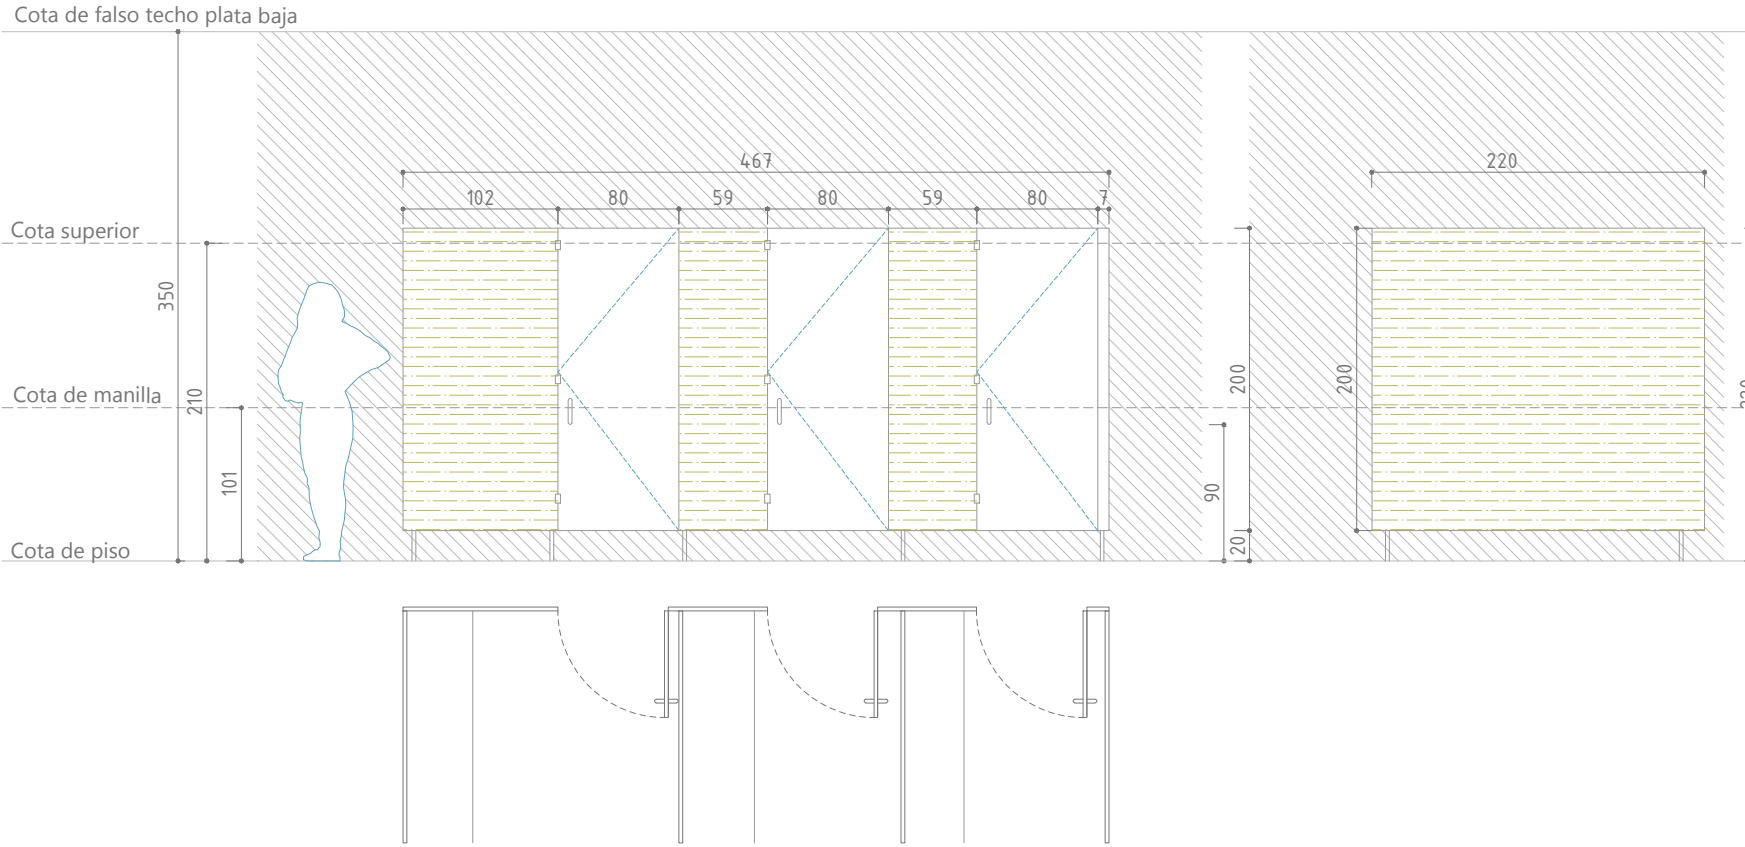 Cota de falso techo plata baja
467
220
102 80 59 80 59 80 7
Cota superior
350
210
200
200
Cota de manilla
101
90
20
Cota de piso